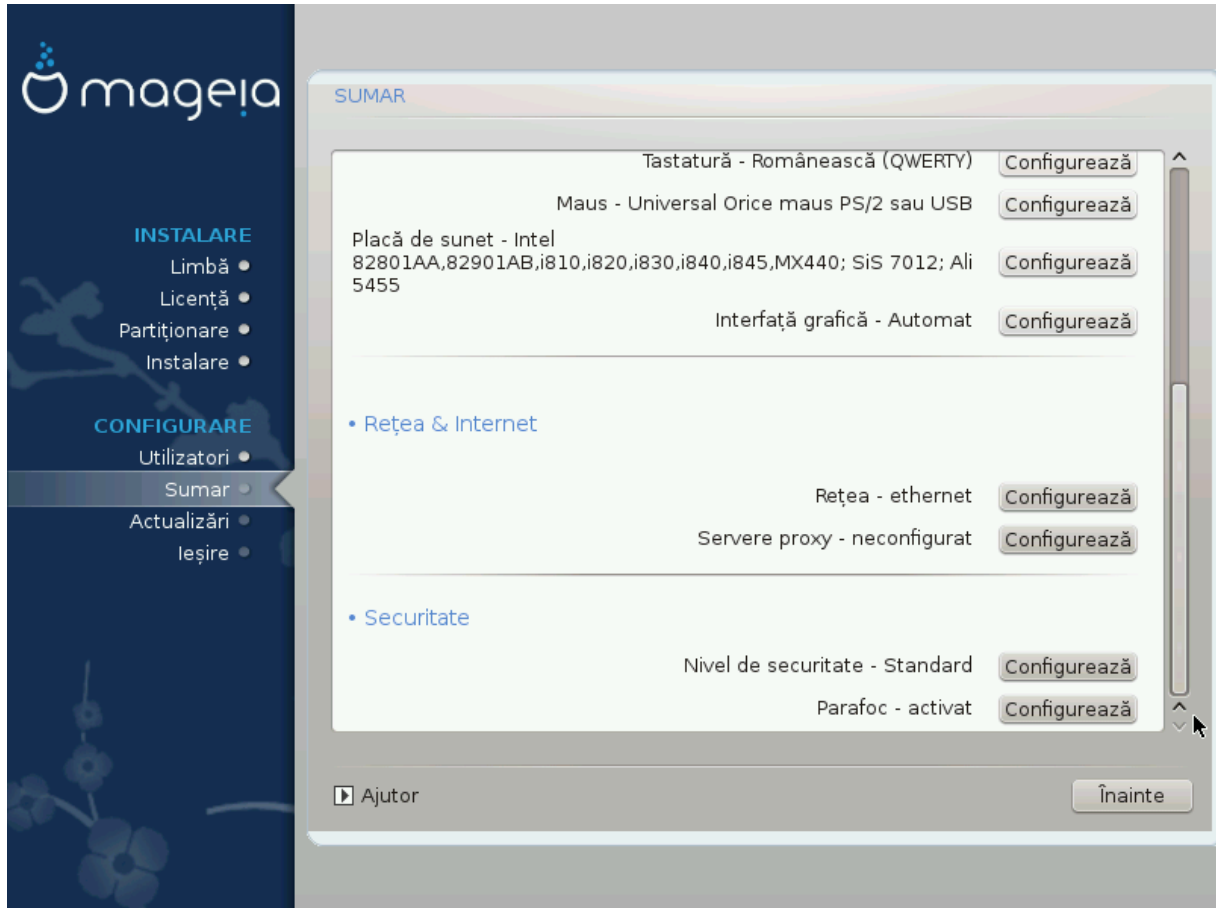 mageia
INSTALARE
Limbă
Licență
Partiționare
Instalare
CONFIGURARE
Utilizatori
Sumar
Actualizări
Ieșire
SUMAR
Tastatură - Românească (QWERTY) Configurează
Maus - Universal Orice maus PS/2 sau USB Configurează
Placă de sunet - Intel
82801AA,82901AB,i810,i820,i830,i840,i845,MX440; SiS 7012; Ali Configurează
5455
Interfață grafică - Automat Configurează
• Rețea & Internet
Rețea - ethernet Configurează
Servere proxy - neconfigurat Configurează
• Securitate
Nivel de securitate - Standard Configurează
Parafoc - activat Configurează
Ajutor
Înainte